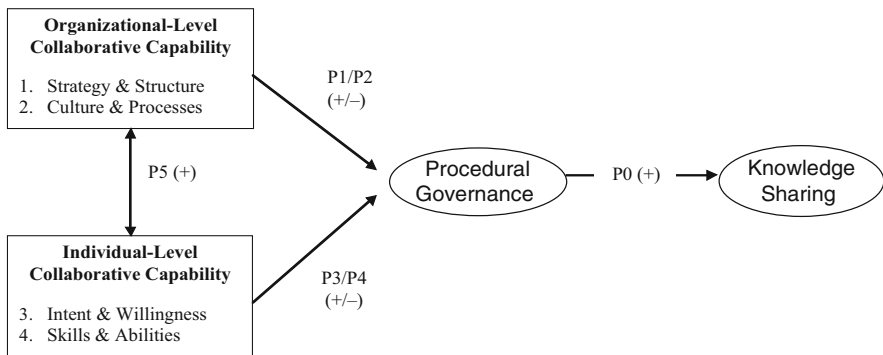 Organizational-Level
Collaborative Capability
1. Strategy & Structure
2. Culture & Processes
P1/P2
(+/–)
P5 (+)
Procedural
Governance
P0 (+)
Knowledge
Sharing
Individual-Level
Collaborative Capability
3. Intent & Willingness
4. Skills & Abilities
P3/P4
(+/–)